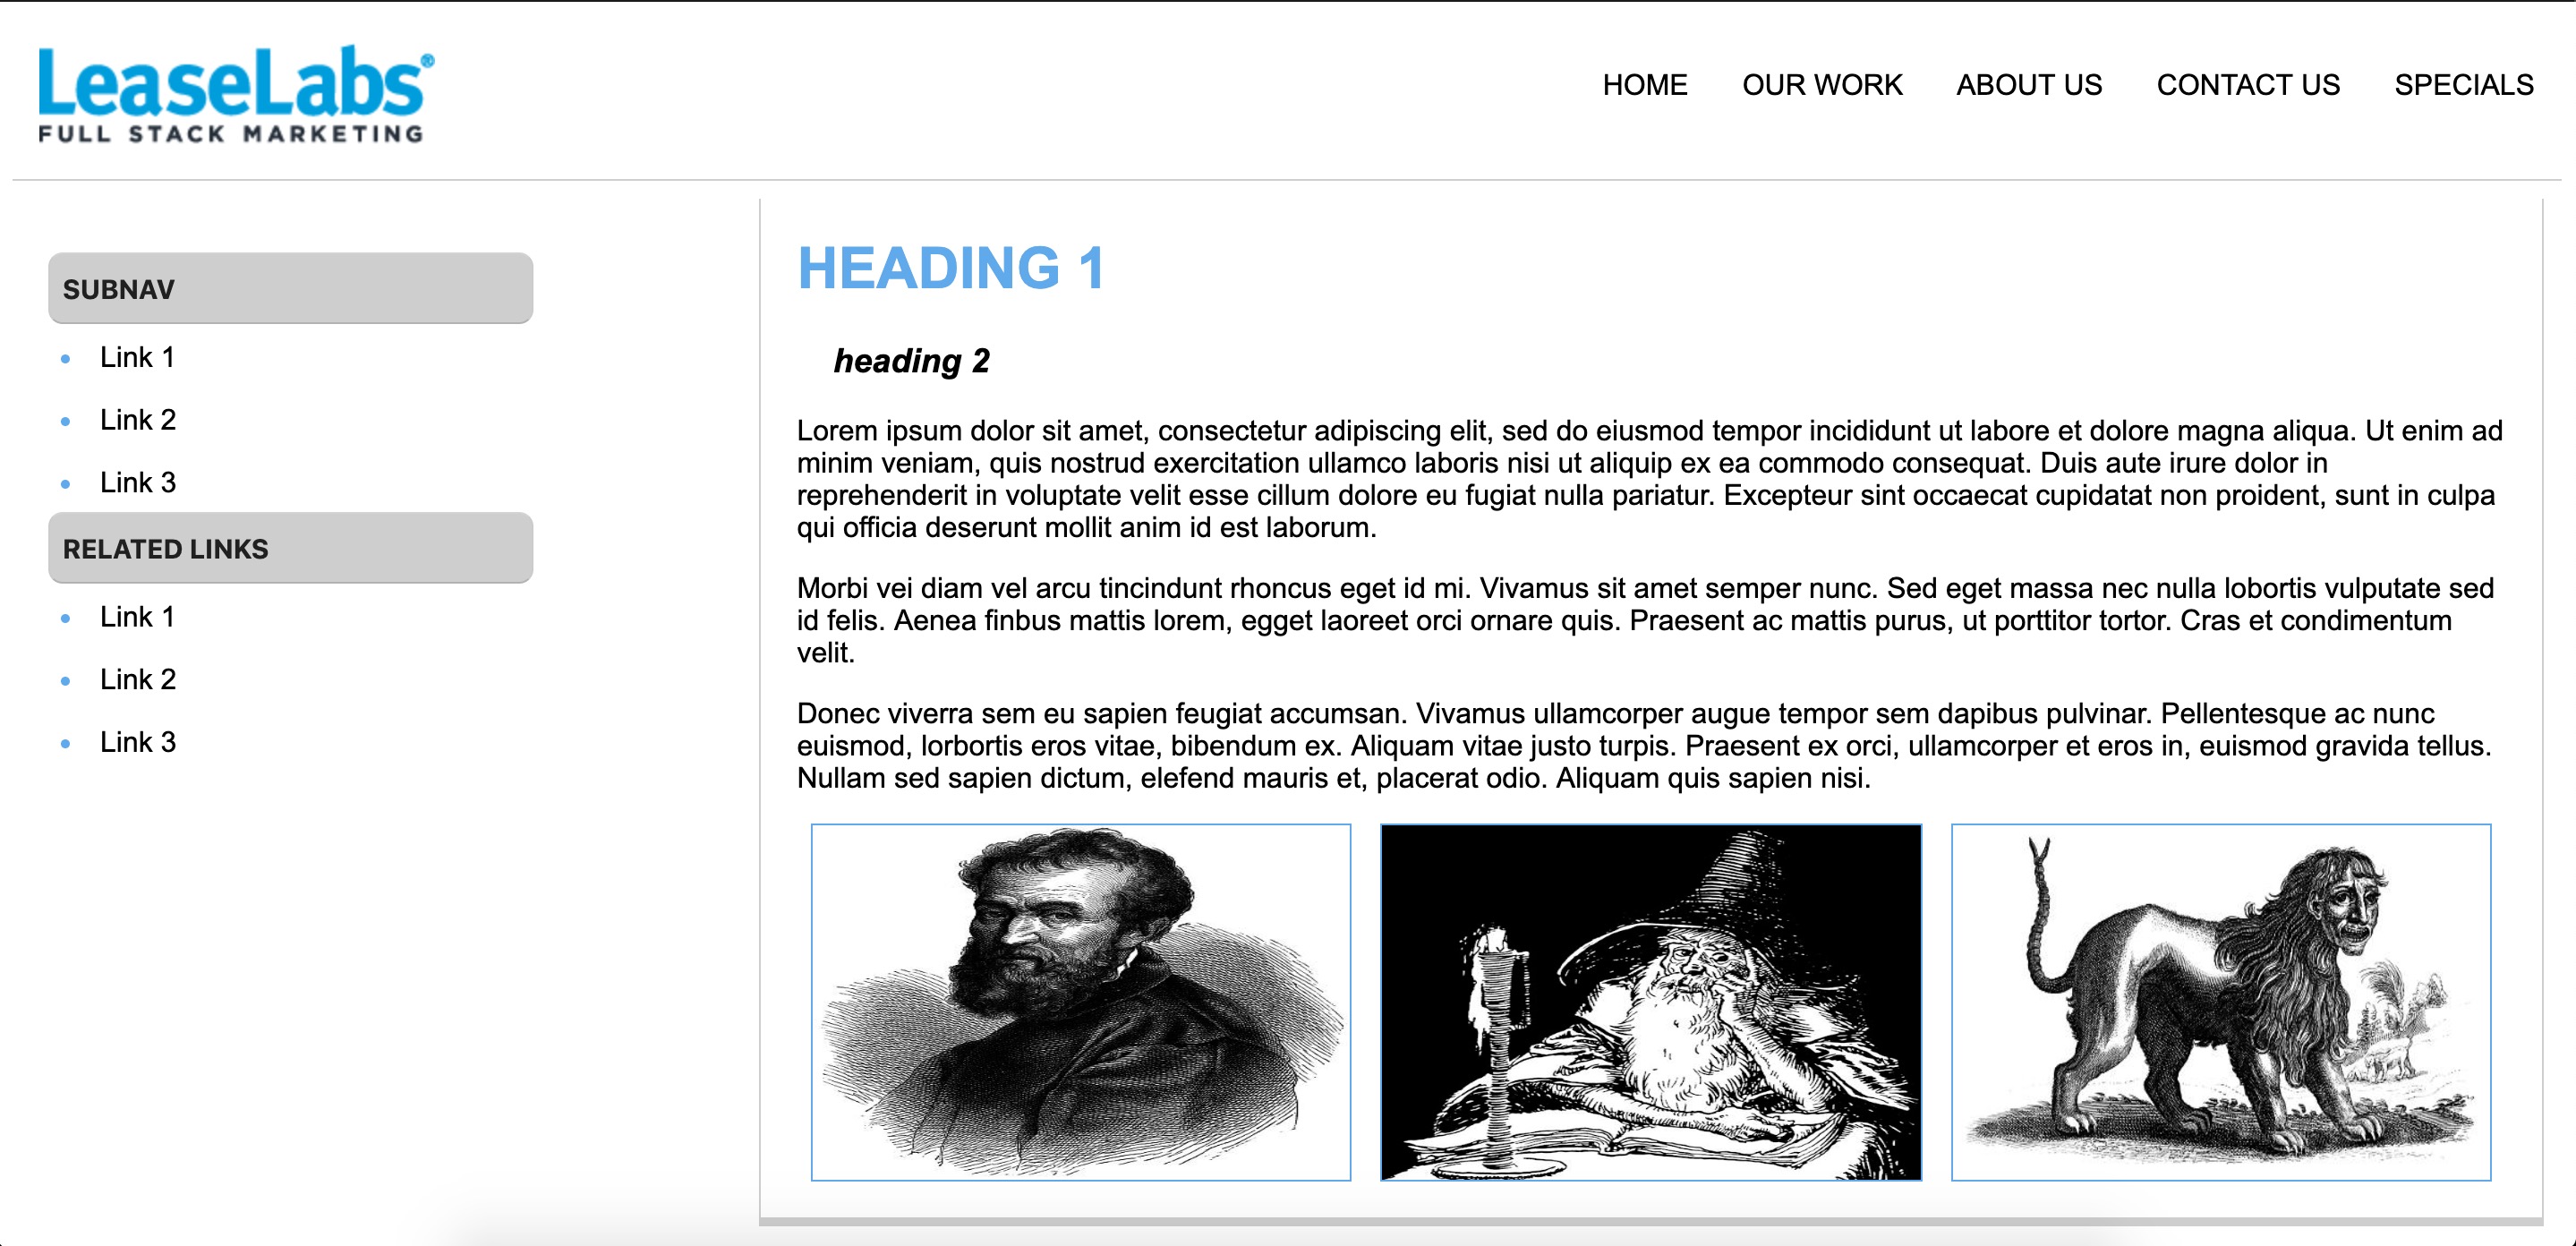 LeaseLabs®
FULL STACK MARKETING
HOME OUR WORK ABOUT US CONTACT US SPECIALS
SUBNAV
Link 1
Link 2
Link 3
RELATED LINKS
Link 1
Link 2
Link 3
HEADING 1
heading 2
Lorem ipsum dolor sit amet, consectetur adipiscing elit, sed do eiusmod tempor incididunt ut labore et dolore magna aliqua. Ut enim ad
minim veniam, quis nostrud exercitation ullamco laboris nisi ut aliquip ex ea commodo consequat. Duis aute irure dolor in
reprehenderit in voluptate velit esse cillum dolore eu fugiat nulla pariatur. Excepteur sint occaecat cupidatat non proident, sunt in culpa
qui officia deserunt mollit anim id est laborum.
Morbi vei diam vel arcu tincindunt rhoncus eget id mi. Vivamus sit amet semper nunc. Sed eget massa nec nulla lobortis vulputate sed
id felis. Aenea finbus mattis lorem, egget laoreet orci ornare quis. Praesent ac mattis purus, ut porttitor tortor. Cras et condimentum
velit.
Donec viverra sem eu sapien feugiat accumsan. Vivamus ullamcorper augue tempor sem dapibus pulvinar. Pellentesque ac nunc
euismod, lorbortis eros vitae, bibendum ex. Aliquam vitae justo turpis. Praesent ex orci, ullamcorper et eros in, euismod gravida tellus.
Nullam sed sapien dictum, elefend mauris et, placerat odio. Aliquam quis sapien nisi.